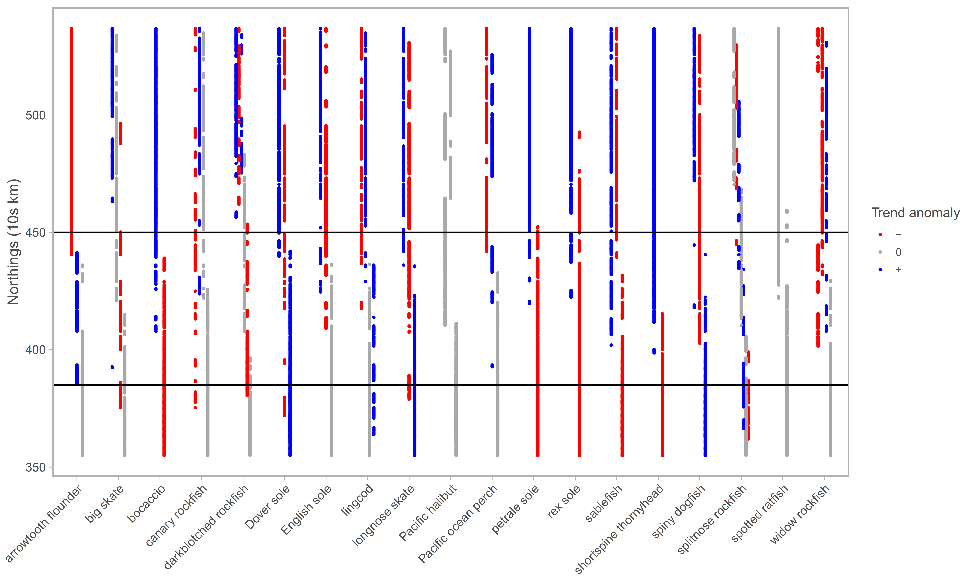 500
450
400
350
Northings (10s km)
arrowtooth flounder
big skate
bocaccio
canary rockfish
darkblotched rockfish
Dover sole
English sole
lingcod
longnose skate
Pacific halibut
Pacific ocean perch
petrale sole
rex sole
sablefish
shortspine thornyhead
spiny dogfish
splitnose rockfish
spotted ratfish
widow rockfish
Trend anomaly
−
0
+